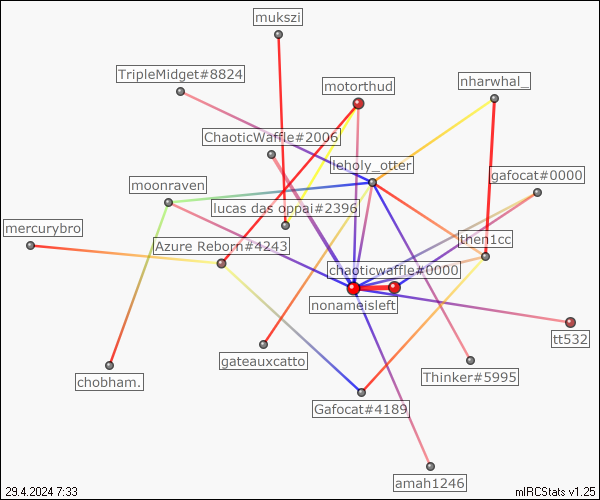 mukszi
TripleMidget#8824
motorthud
nharwhal_
ChaoticWaffle#2006
leholy_otter
gafocat#0000
moonraven
lucas das oppai#2396
mercurybro
Azure Reborn#4243
then1cc
chaoticwaffle#0000
nonameisleft
tt532
gateauxcatto
chobham.
Thinker#5995
Gafocat#4189
amah1246
29.4.2024 7:33
mIRCStats v1.25